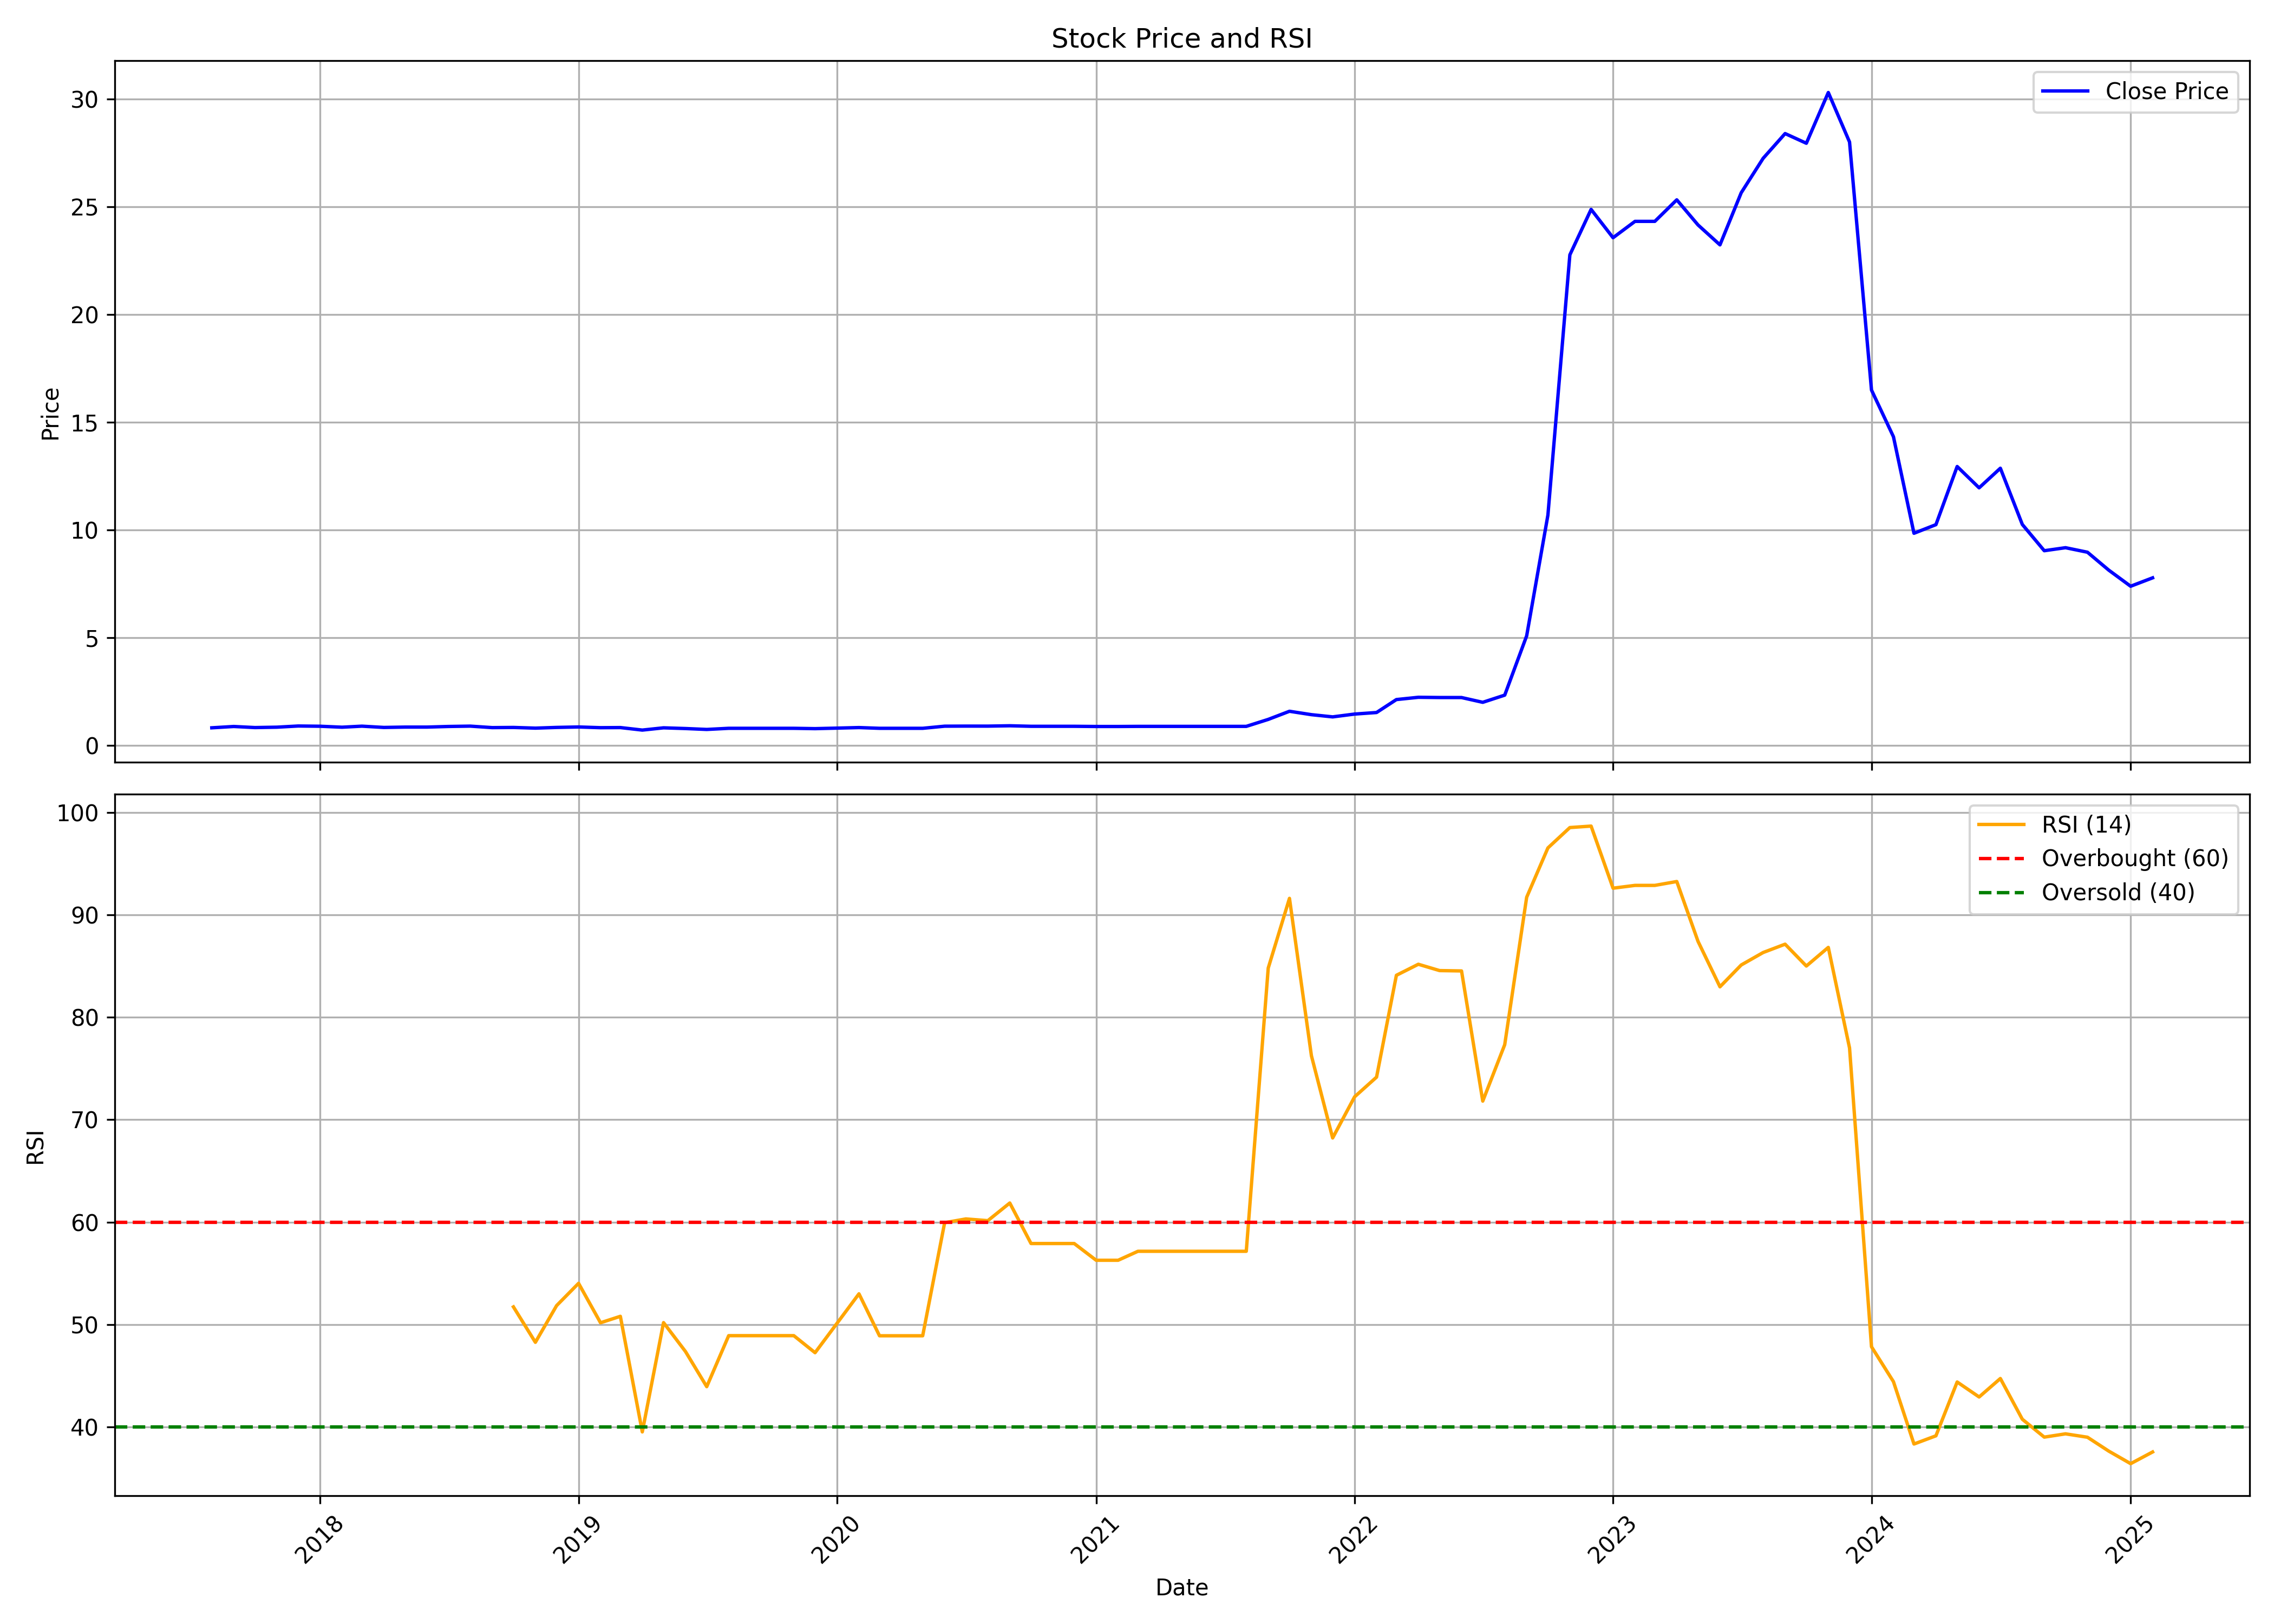 Stock Price and RSI
Close Price
Price
30
25
20
15
10
5
0
RSI (14)
Overbought (60)
Oversold (40)
RSI
100
90
80
70
60
50
40
2018
2019
2020
2021
2022
2023
2024
2025
Date